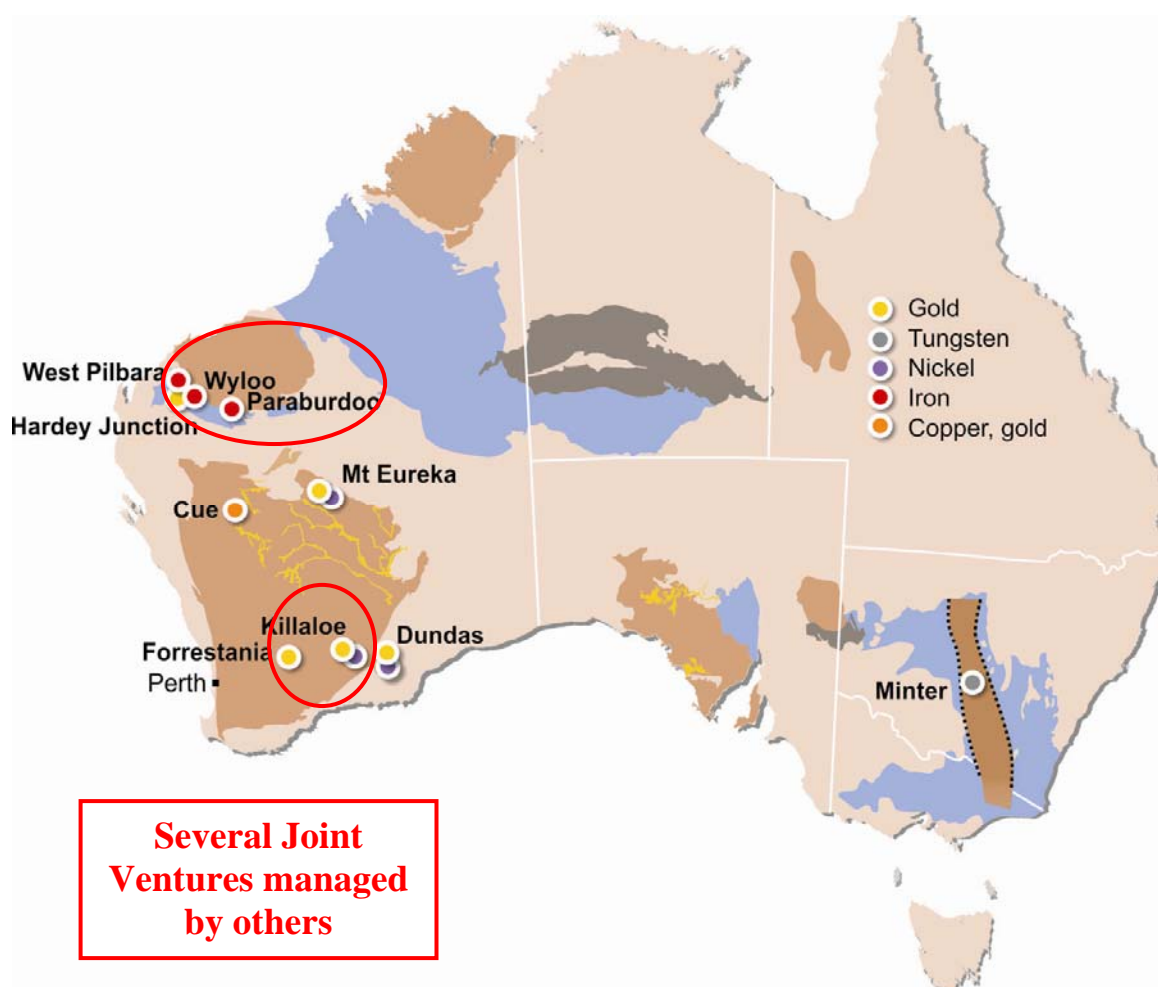 Gold
Tungsten
Nickel
Iron
Copper, gold
West Pilbara
Wyloo
Paraburdoo
Hardey Junction
Mt Eureka
Cue
Killaloe
Dundas
Forrestania
Perth
Minter
Several Joint
Ventures managed
by others